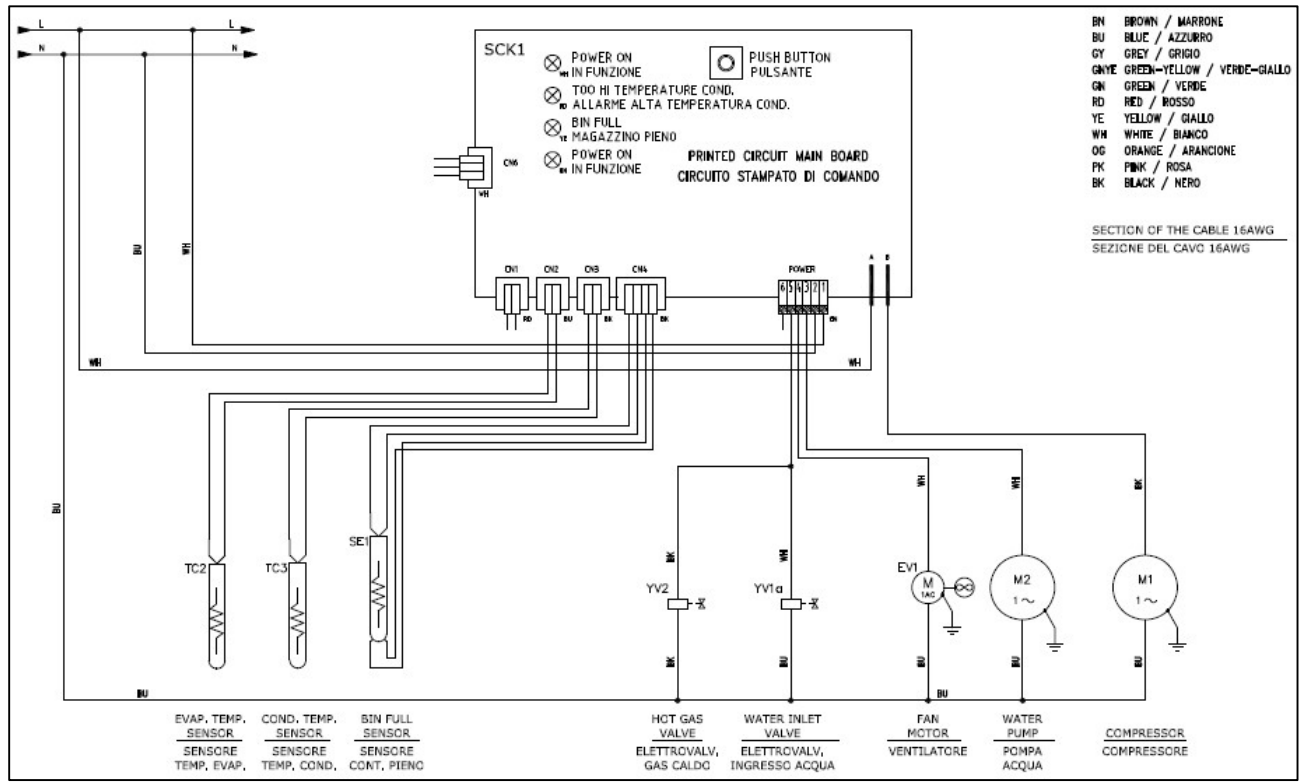 L
L
N
N
SCK1
POWER ON
WH IN FUNZIONE
PUSH BUTTON
PULSANTE
TOO HI TEMPERATURE COND.
RD ALLARME ALTA TEMPERATURA COND.
BIN FULL
YE MAGAZZINO PIENO
POWER ON
IN FUNZIONE
PRINTED CIRCUIT MAIN BOARD
CIRCUITO STAMPATO DI COMANDO
CN6
WH
BN BROWN / MARRONE
BU BLUE / AZZURRO
GY GREY / GRIGIO
GNYE GREEN-YELLOW / VERDE-GIALLO
GN GREEN / VERDE
RD RED / ROSSO
YE YELLOW / GIALLO
WH WHITE / BIANCO
OG ORANGE / ARANCIONE
PK PINK / ROSA
BK BLACK / NERO
SECTION OF THE CABLE 16AWG
SEZIONE DEL CAVO 16AWG
BU
WH
CN1
CN2
CN3
CN4
POWER
A
B
6 5 4 3 2 1
RD
BU
BK
BK
GN
WH
WH
BU
WH
WH
BK
TC2
TC3
SE1
BK
WH
YV2
YV1a
EV1
M
1AC
M2
1~
M1
1~
BK
BU
BU
BU
BU
BU
BU
EVAP. TEMP.
SENSOR
SENSORE
TEMP. EVAP.
COND. TEMP.
SENSOR
SENSORE
TEMP. COND.
BIN FULL
SENSOR
SENSORE
CONT. PIENO
HOT GAS
VALVE
ELETTROVALV.
GAS CALDO
WATER INLET
VALVE
ELETTROVALV.
INGRESSO ACQUA
FAN
MOTOR
VENTILATORE
WATER
PUMP
POMPA
ACQUA
COMPRESSOR
COMPRESSORE